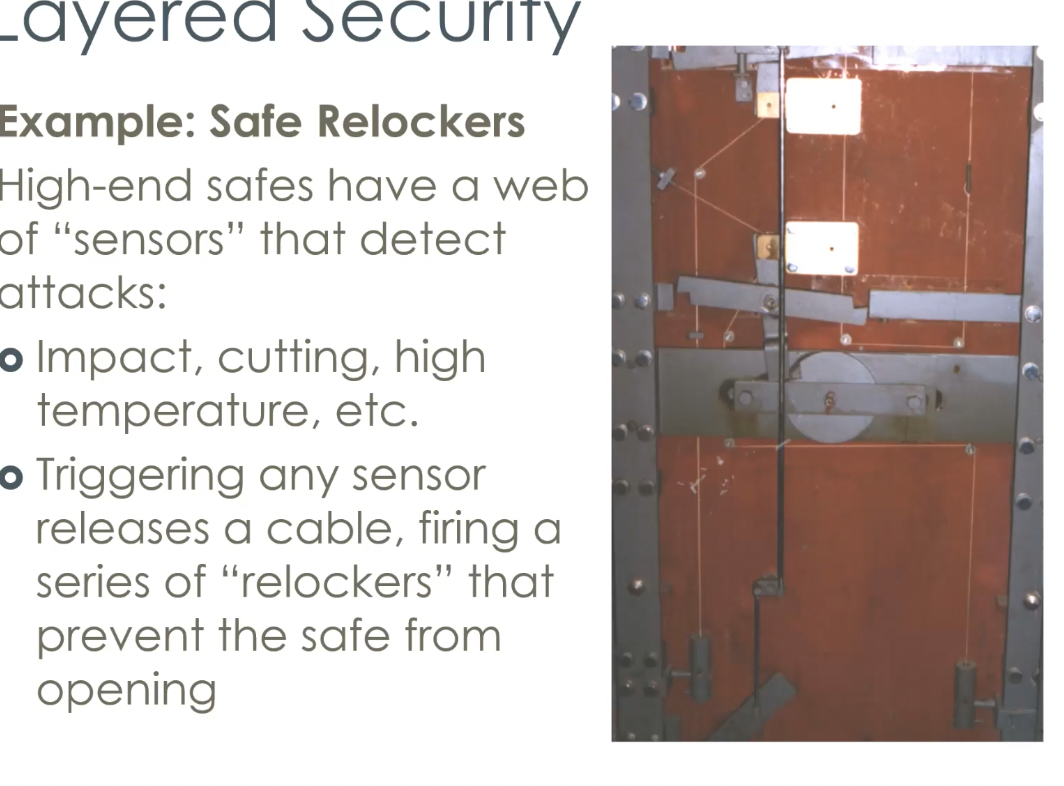 Layered Security
Example: Safe Relockers
High-end safes have a web
of “sensors” that detect
attacks:
Impact, cutting, high
temperature, etc.
Triggering any sensor
releases a cable, firing a
series of “relockers” that
prevent the safe from
opening